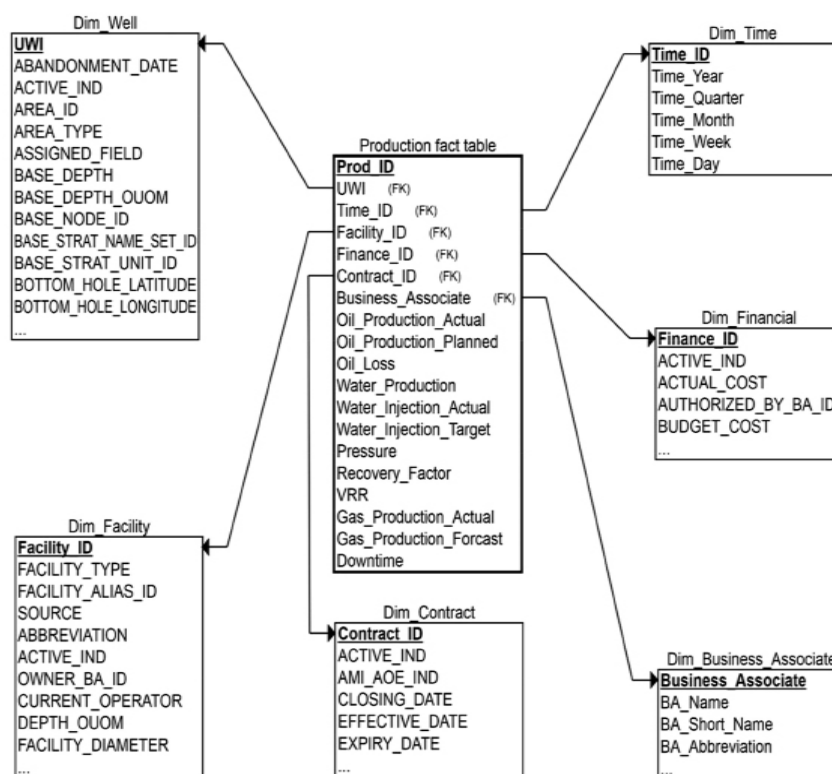 Dim_Well
UWI
ABANDONMENT_DATE
ACTIVE_IND
AREA_ID
AREA_TYPE
ASSIGNED_FIELD
BASE_DEPTH
BASE_DEPTH_OUOM
BASE_NODE_ID
BASE_STRAT_NAME_SET_ID
BASE_STRAT_UNIT_ID
BOTTOM_HOLE_LATITUDE
BOTTOM_HOLE_LONGITUDE
...
Dim_Time
Time_ID
Time_Year
Time_Quarter
Time_Month
Time_Week
Time_Day
Production fact table
Prod_ID
UWI (FK)
Time_ID (FK)
Facility_ID (FK)
Finance_ID (FK)
Contract_ID (FK)
Business_Associate (FK)
Oil_Production_Actual
Oil_Production_Planned
Oil_Loss
Water_Production
Water_Injection_Actual
Water_Injection_Target
Pressure
Recovery_Factor
VRR
Gas_Production_Actual
Gas_Production_Forcast
Downtime
Dim_Financial
Finance_ID
ACTIVE_IND
ACTUAL_COST
AUTHORIZED_BY_BA_ID
BUDGET_COST
...
Dim_Facility
Facility_ID
FACILITY_TYPE
FACILITY_ALIAS_ID
SOURCE
ABBREVIATION
ACTIVE_IND
OWNER_BA_ID
CURRENT_OPERATOR
DEPTH_OUOM
FACILITY_DIAMETER
...
Dim_Contract
Contract_ID
ACTIVE_IND
AMI_AOE_IND
CLOSING_DATE
EFFECTIVE_DATE
EXPIRY_DATE
...
Dim_Business_Associate
Business_Associate
BA_Name
BA_Short_Name
BA_Abbreviation
...